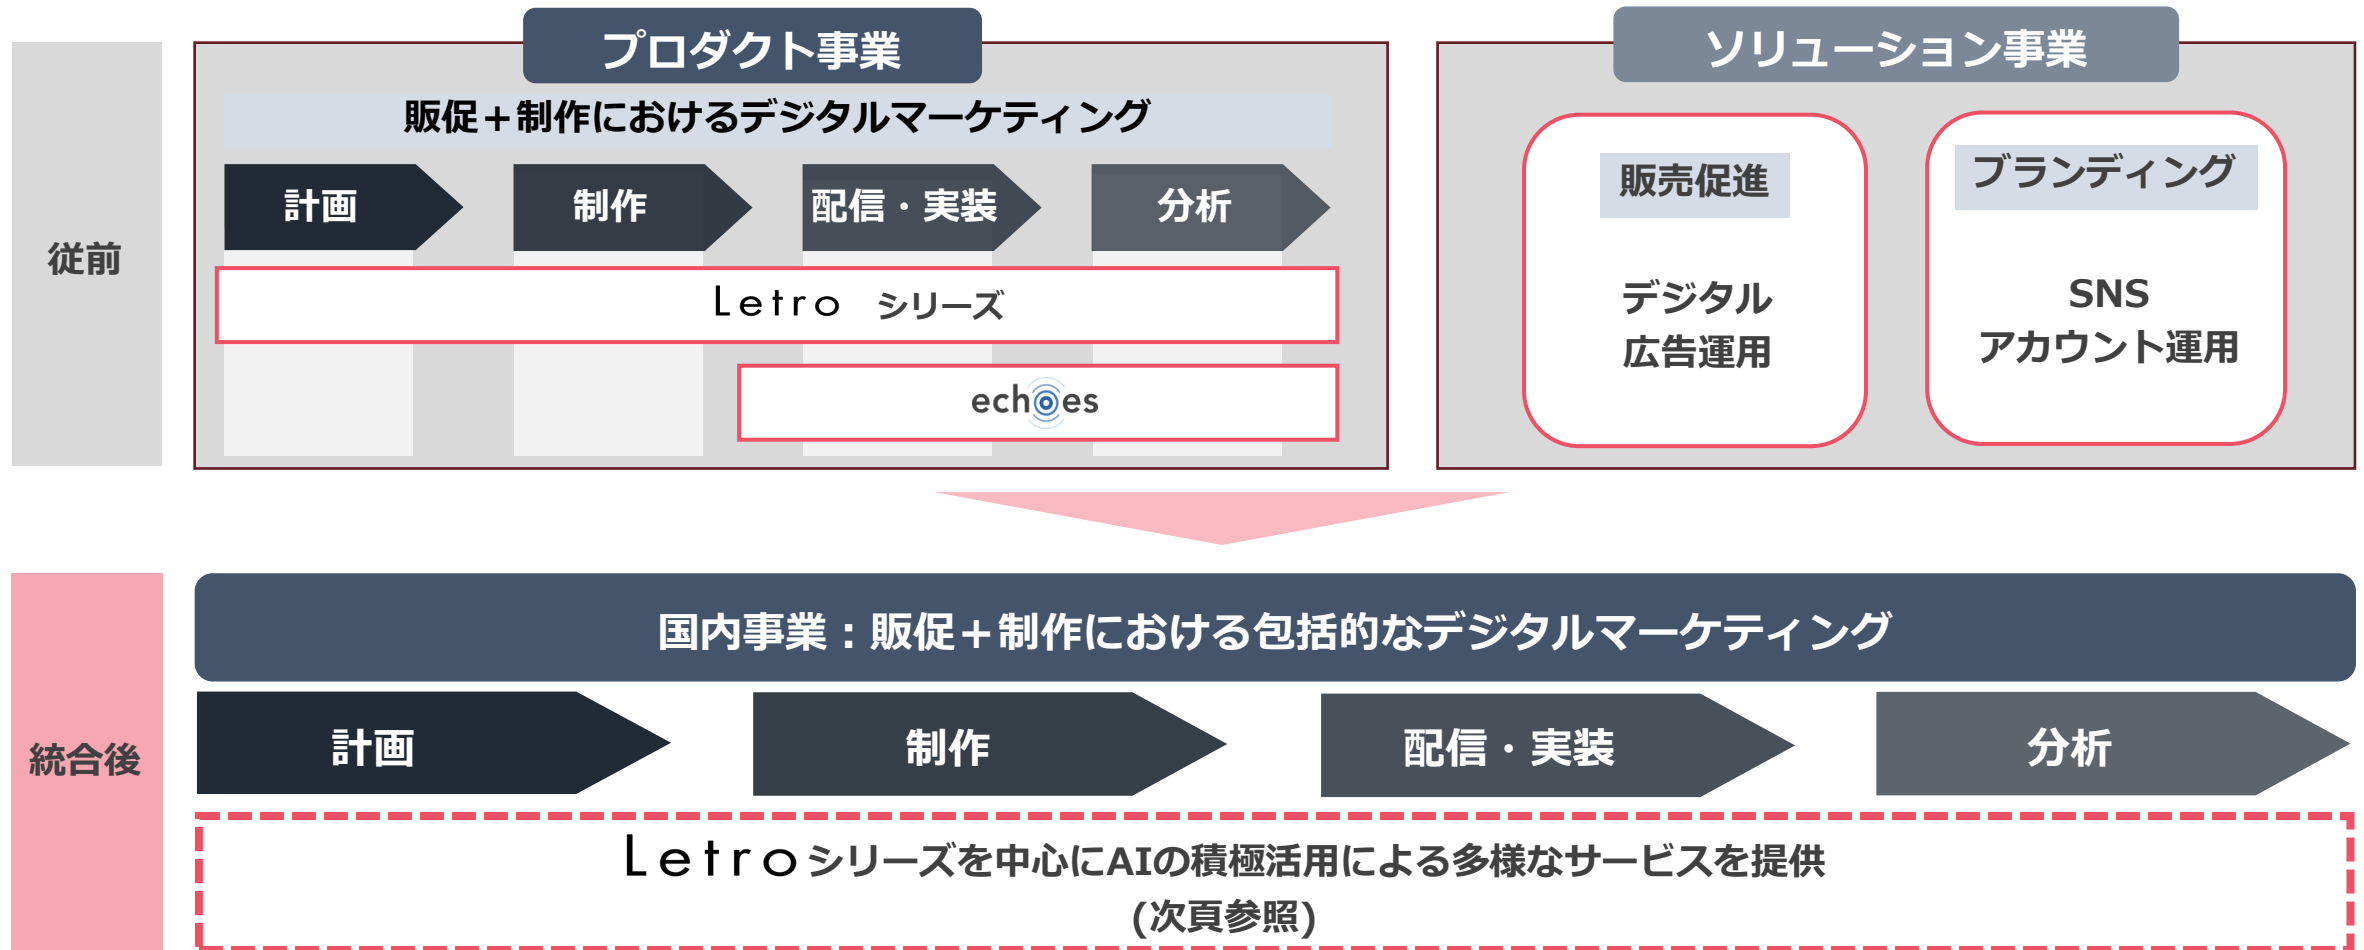 従前
プロダクト事業
販促＋制作におけるデジタルマーケティング
計画
制作
配信・実装
分析
Letro シリーズ
echoes
ソリューション事業
販売促進
デジタル
広告運用
ブランディング
SNS
アカウント運用
統合後
国内事業：販促＋制作における包括的なデジタルマーケティング
計画
制作
配信・実装
分析
Letroシリーズを中心にAIの積極活用による多様なサービスを提供
(次頁参照)